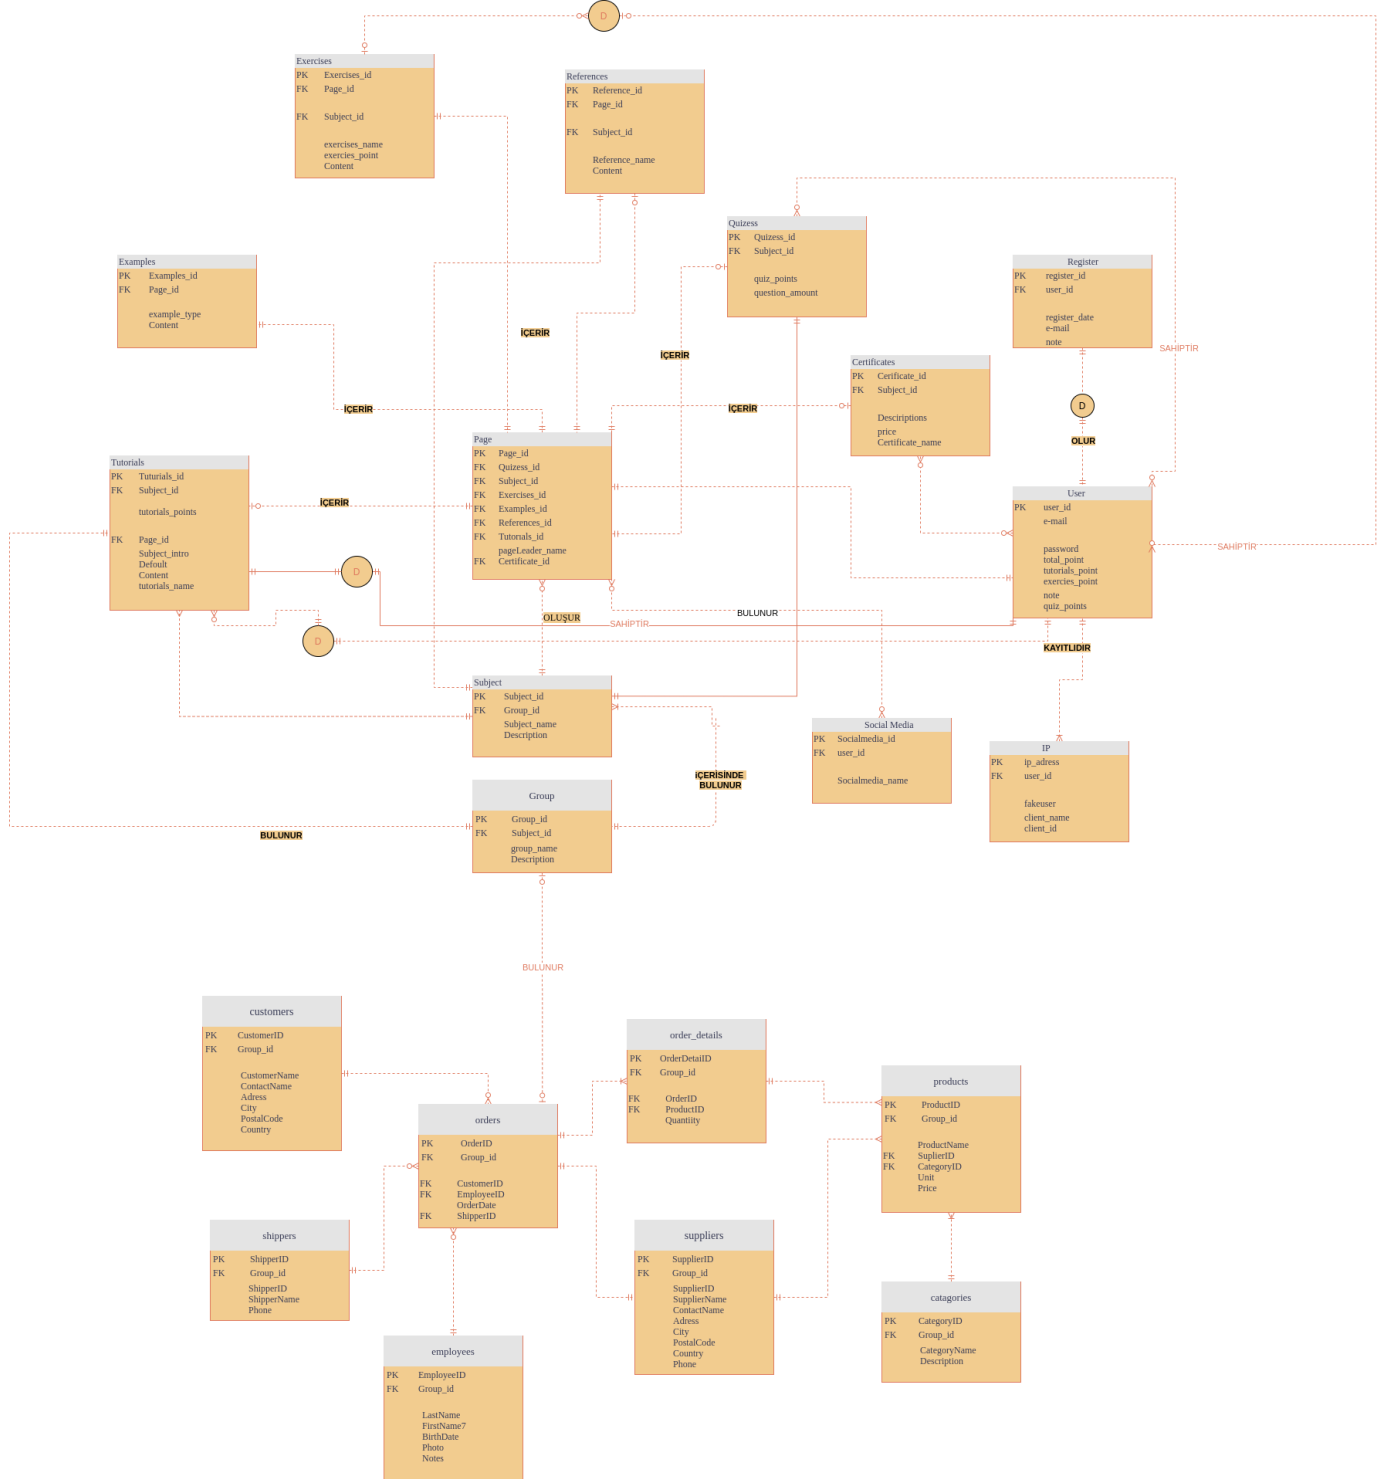 D
Exercises
PK Exercises_id
FK Page_id
FK Subject_id
exercises_name
exercies_point
Content
References
PK Reference_id
FK Page_id
FK Subject_id
Reference_name
Content
Quizess
PK Quizess_id
FK Subject_id
quiz_points
question_amount
Examples
PK Examples_id
FK Page_id
example_type
Content
Register
PK register_id
FK user_id
register_date
e-mail
note
İÇERİR
SAHİPTİR
İÇERİR
Certificates
PK Cerificate_id
FK Subject_id
Desciriptions
price
Certificate_name
İÇERİR
İÇERİR
D
OLUR
Page
PK Page_id
FK Quizess_id
FK Subject_id
FK Exercises_id
FK Examples_id
FK References_id
FK Tutorıals_id
pageLeader_name
FK Certificate_id
Tutorials
PK Tuturials_id
FK Subject_id
tutorials_points
FK Page_id
Subject_intro
Defoult
Content
tutorials_name
İÇERİR
User
PK user_id
e-mail
password
total_point
tutorials_point
exercies_point
note
quiz_points
SAHİPTİR
D
BULUNUR
OLUŞUR
SAHİPTİR
D
KAYITLIDIR
Subject
PK Subject_id
FK Group_id
Subject_name
Description
Social Media
PK Socialmedia_id
FK user_id
Socialmedia_name
IP
PK ip_adress
FK user_id
fakeuser
client_name
client_id
iÇERİSİNDE
BULUNUR
Group
PK Group_id
FK Subject_id
group_name
Description
BULUNUR
BULUNUR
customers
PK CustomerID
FK Group_id
CustomerName
ContactName
Adress
City
PostalCode
Country
order_details
PK OrderDetailD
FK Group_id
FK OrderID
FK ProductID
Quantiity
products
PK ProductID
FK Group_id
ProductName
FK SuplierID
FK CategoryID
Unit
Price
orders
PK OrderID
FK Group_id
FK CustomerID
FK EmployeeID
OrderDate
FK ShipperID
shippers
PK ShipperID
FK Group_id
ShipperID
ShipperName
Phone
suppliers
PK SupplierID
FK Group_id
SupplierID
SupplierName
ContactName
Adress
City
PostalCode
Country
Phone
catagories
PK CategoryID
FK Group_id
CategoryName
Description
employees
PK EmployeeID
FK Group_id
LastName
FirstName7
BirthDate
Photo
Notes